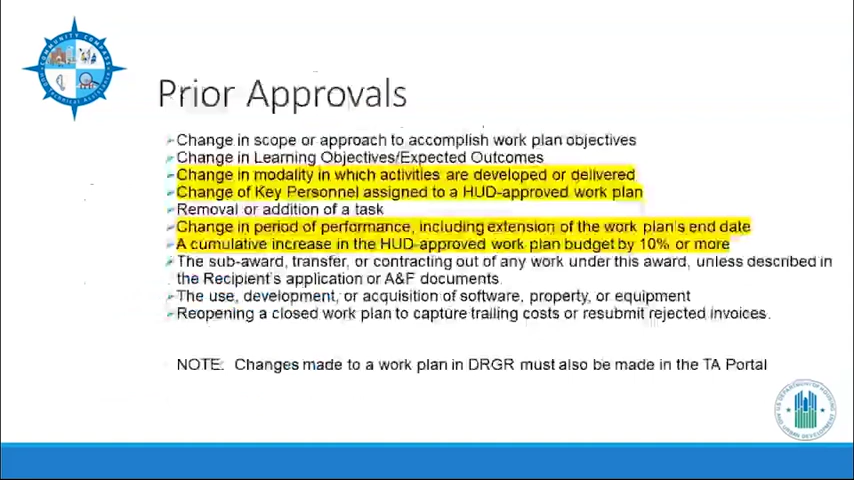 COMMUNITY COMPASS
Prior Approvals
Change in scope or approach to accomplish work plan objectives
Change in Learning Objectives/Expected Outcomes
Change in modality in which activities are developed or delivered
Change of Key Personnel assigned to a HUD-approved work plan
Removal or addition of a task
Change in period of performance, including extension of the work plan's end date
A cumulative increase in the HUD-approved work plan budget by 10% or more
The sub-award, transfer, or contracting out of any work under this award, unless described in
the Recipient's application or A&F documents.
The use, development, or acquisition of software, property, or equipment
Reopening a closed work plan to capture trailing costs or resubmit rejected invoices.
NOTE: Changes made to a work plan in DRGR must also be made in the TA Portal